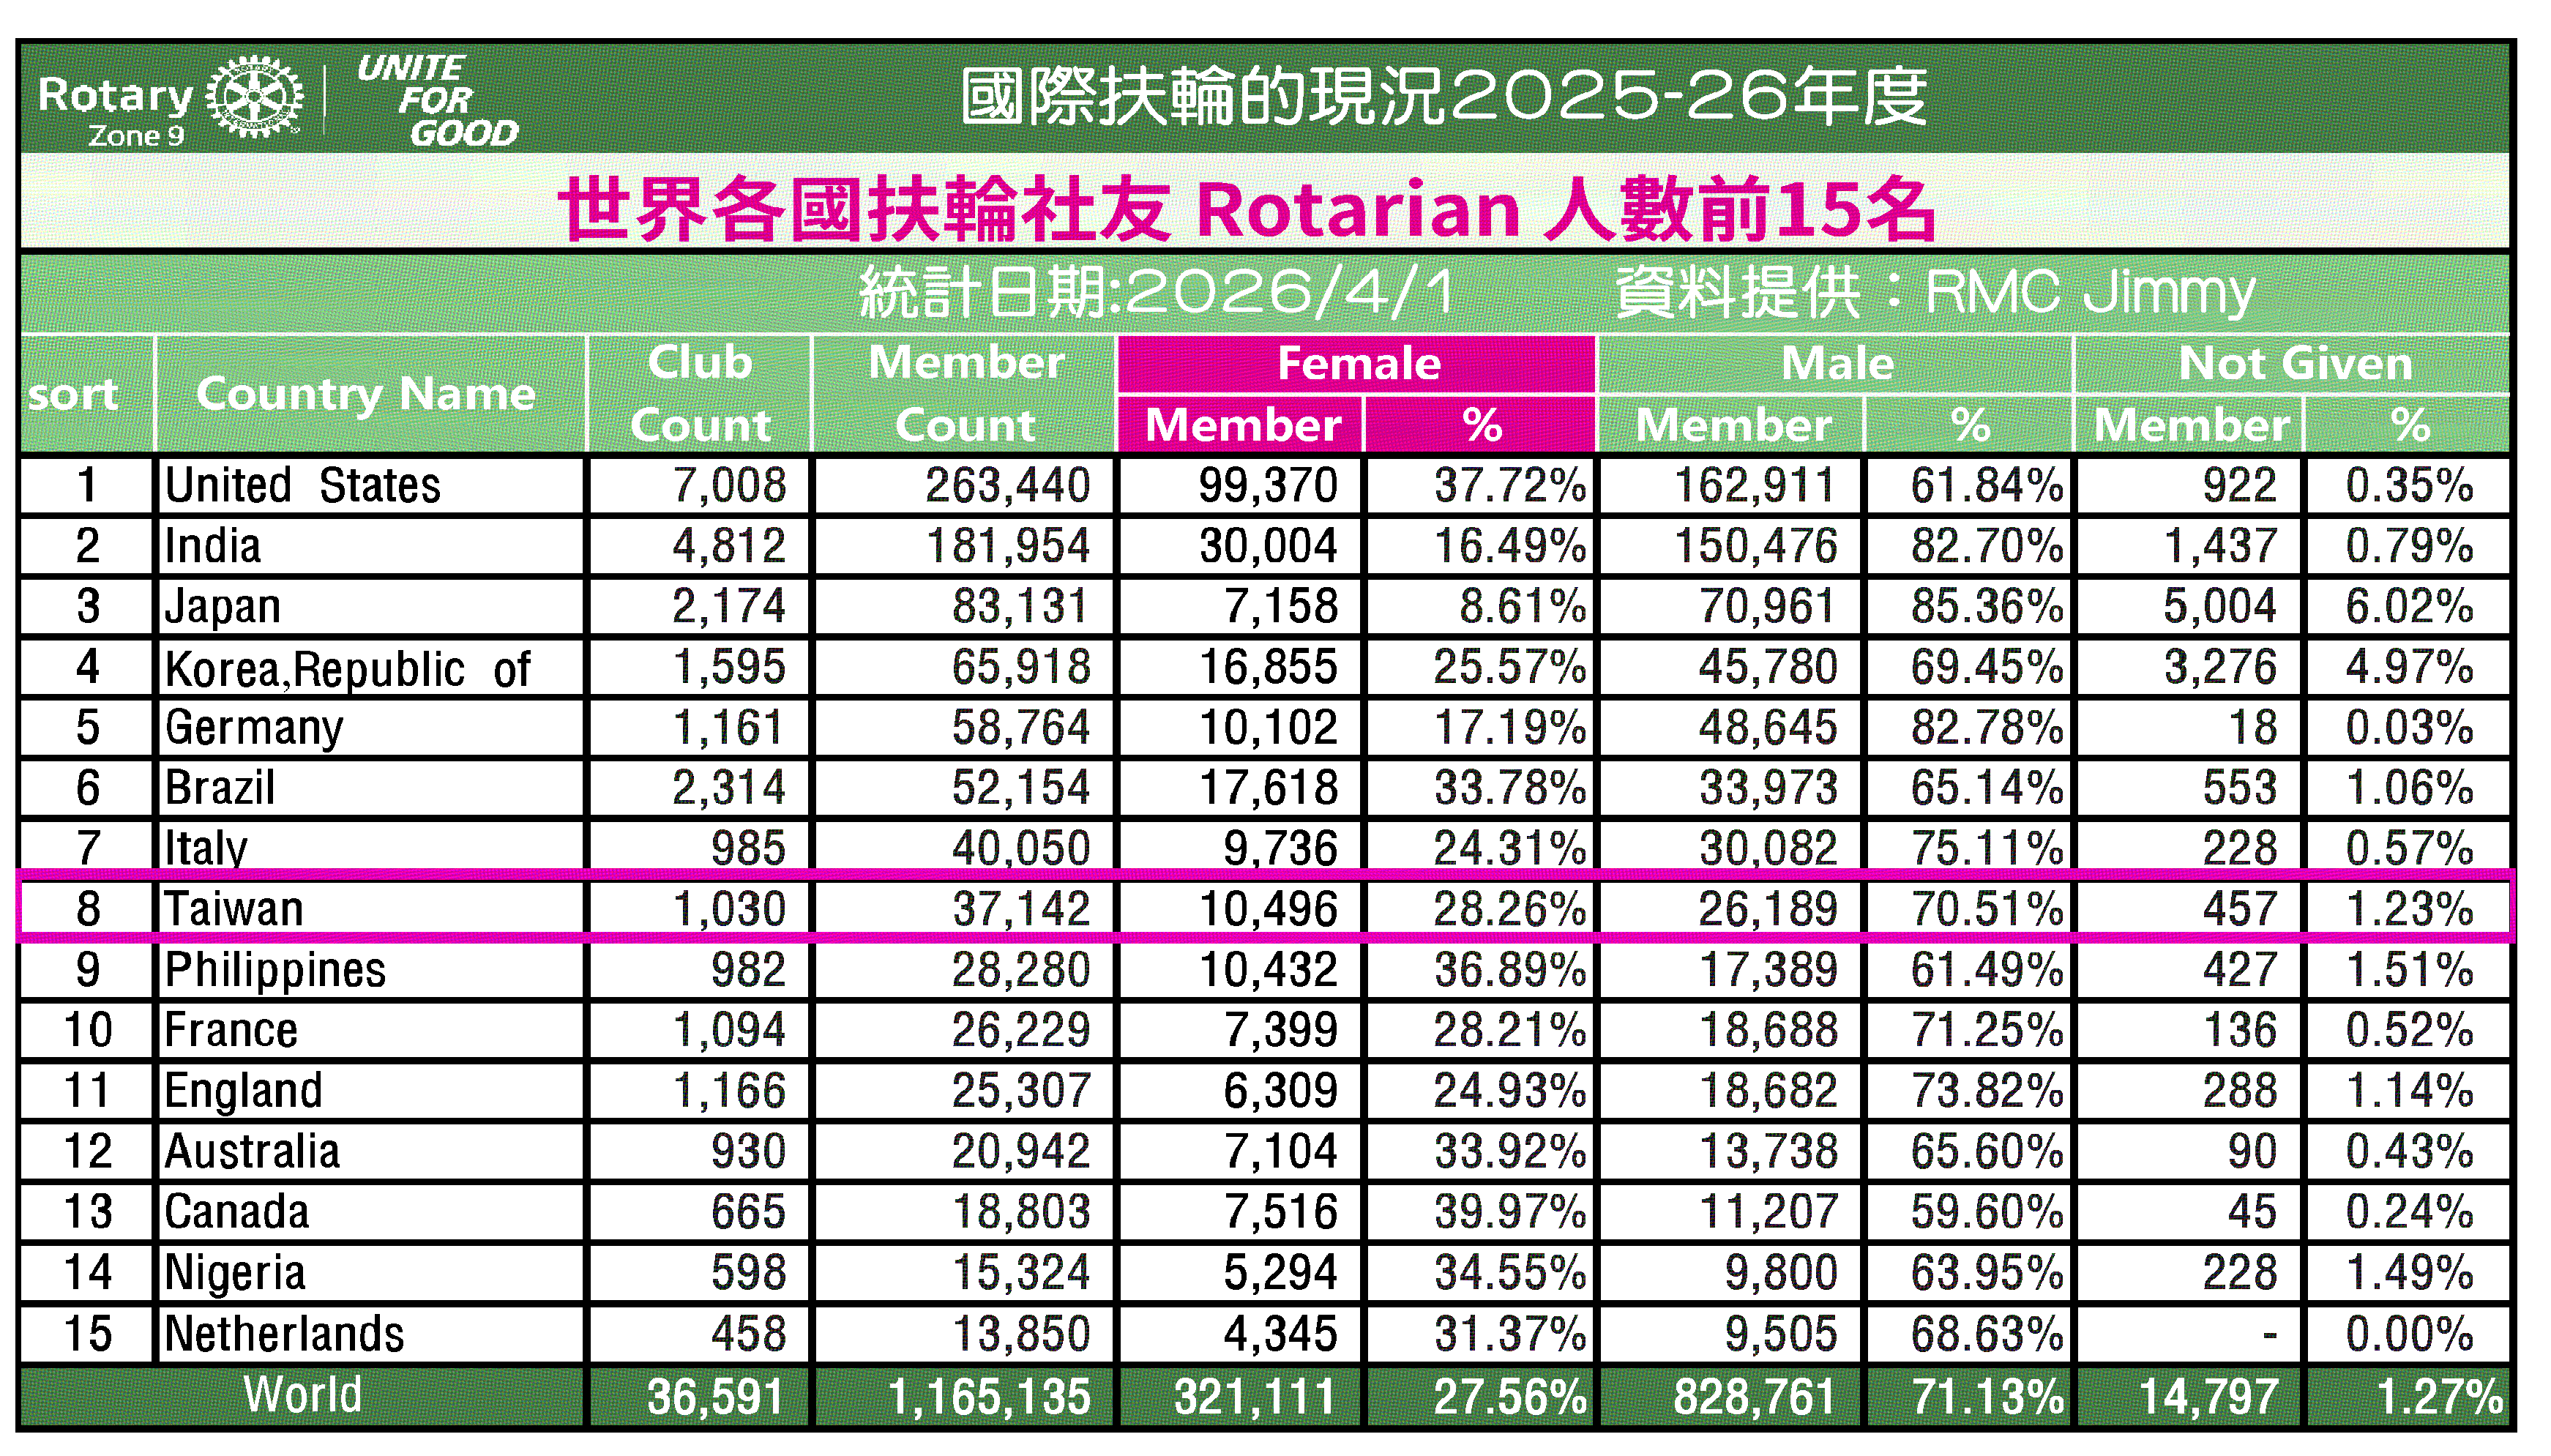 Rotary
Zone 9
UNITE
FOR
GOOD
國際扶輪的現況2025-26年度
世界各國扶輪社友 Rotarian 人數前15名
統計日期:2026/4/1 資料提供：RMC Jimmy
sort Country Name Club Count Member Count Female Male Not Given
Member % Member % Member %
1 United States 7,008 263,440 99,370 37.72% 162,911 61.84% 922 0.35%
2 India 4,812 181,954 30,004 16.49% 150,476 82.70% 1,437 0.79%
3 Japan 2,174 83,131 7,158 8.61% 70,961 85.36% 5,004 6.02%
4 Korea,Republic of 1,595 65,918 16,855 25.57% 45,780 69.45% 3,276 4.97%
5 Germany 1,161 58,764 10,102 17.19% 48,645 82.78% 18 0.03%
6 Brazil 2,314 52,154 17,618 33.78% 33,973 65.14% 553 1.06%
7 Italy 985 40,050 9,736 24.31% 30,082 75.11% 228 0.57%
8 Taiwan 1,030 37,142 10,496 28.26% 26,189 70.51% 457 1.23%
9 Philippines 982 28,280 10,432 36.89% 17,389 61.49% 427 1.51%
10 France 1,094 26,229 7,399 28.21% 18,688 71.25% 136 0.52%
11 England 1,166 25,307 6,309 24.93% 18,682 73.82% 288 1.14%
12 Australia 930 20,942 7,104 33.92% 13,738 65.60% 90 0.43%
13 Canada 665 18,803 7,516 39.97% 11,207 59.60% 45 0.24%
14 Nigeria 598 15,324 5,294 34.55% 9,800 63.95% 228 1.49%
15 Netherlands 458 13,850 4,345 31.37% 9,505 68.63% - 0.00%
World 36,591 1,165,135 321,111 27.56% 828,761 71.13% 14,797 1.27%